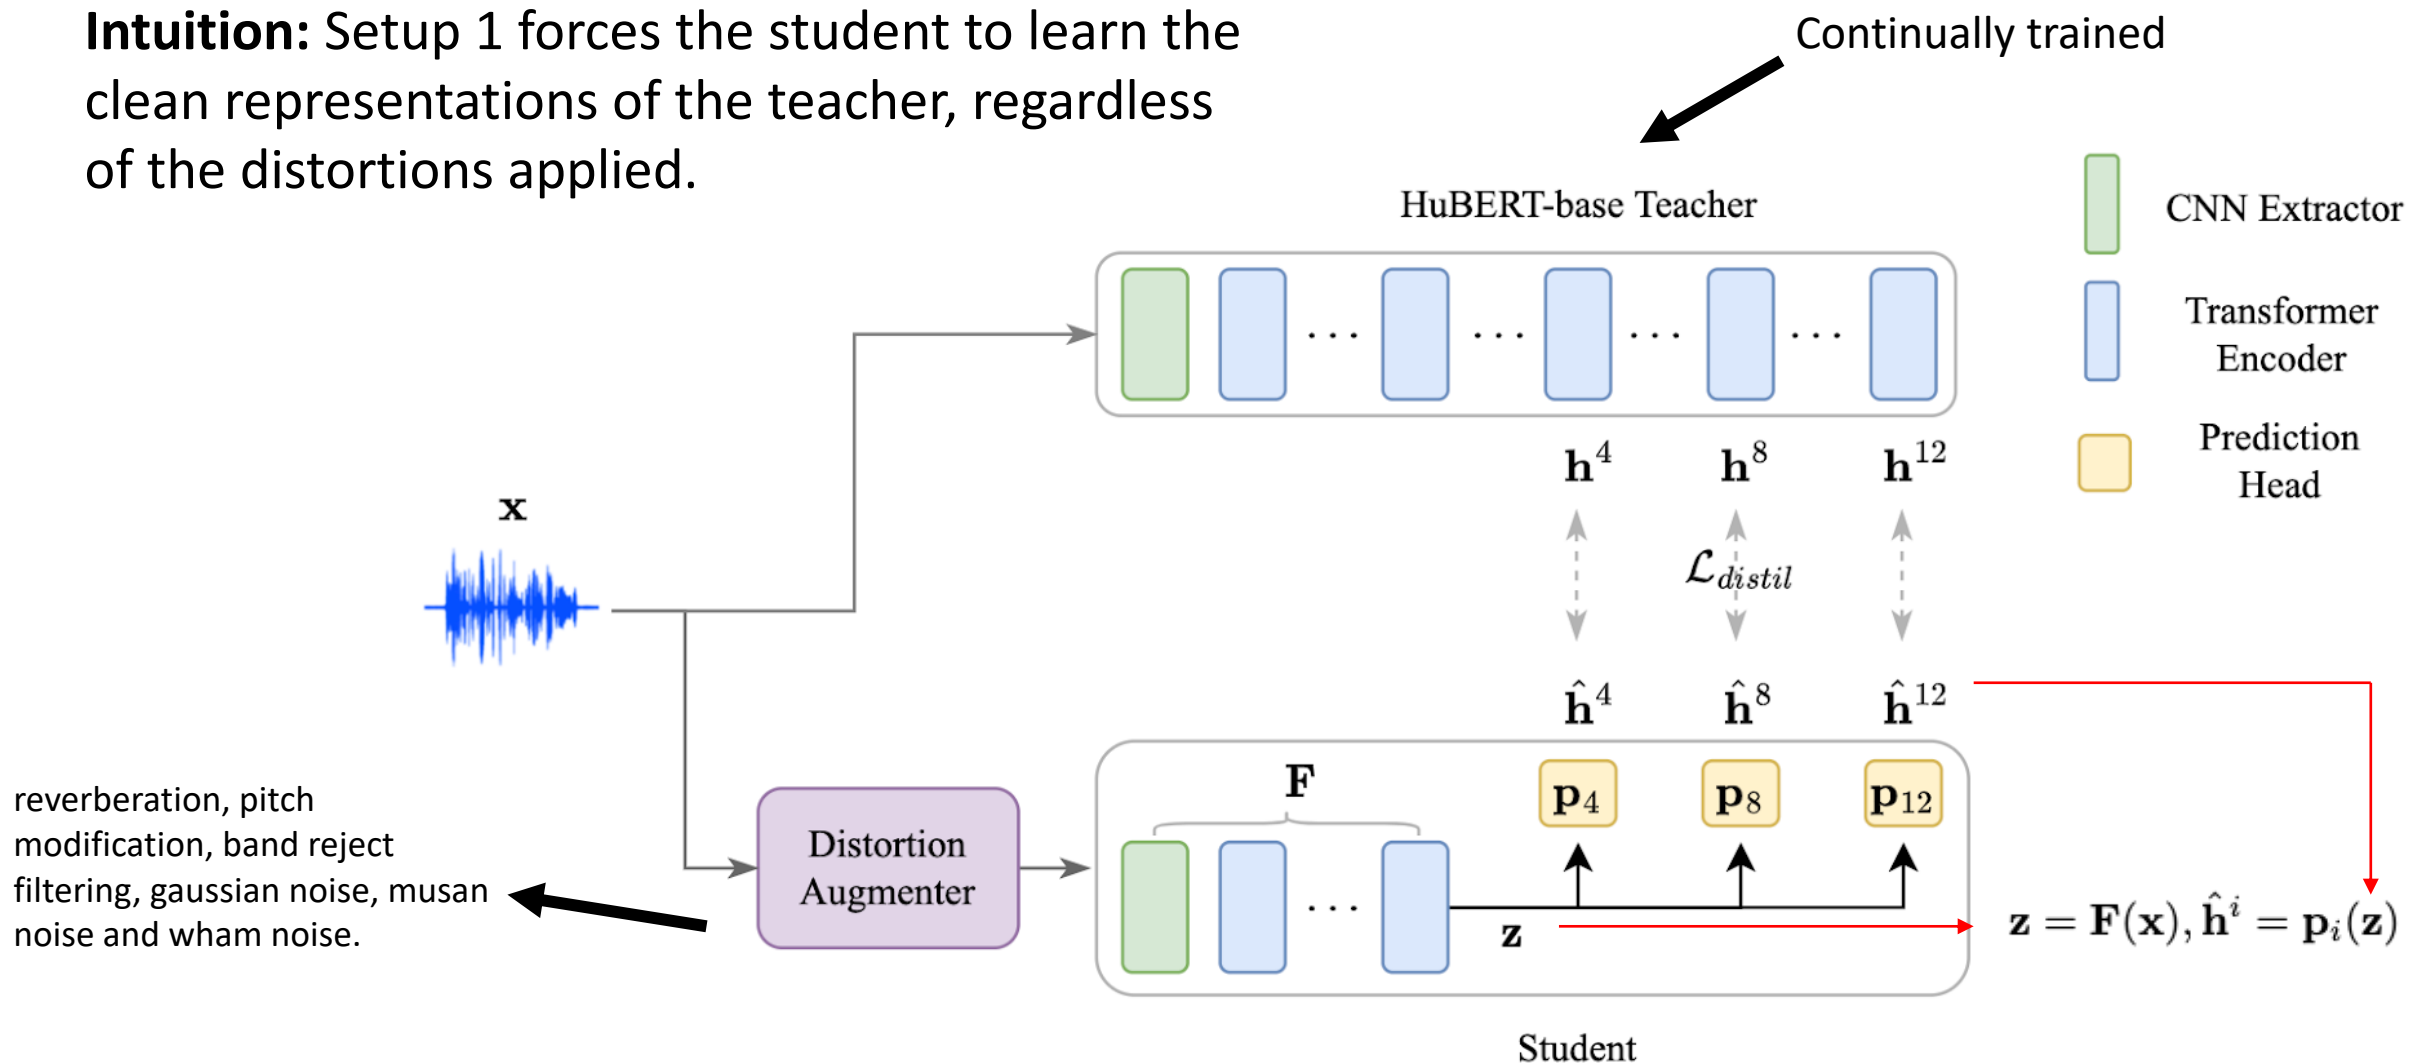 Intuition: Setup 1 forces the student to learn the
clean representations of the teacher, regardless
of the distortions applied.
Continually trained
HuBERT-base Teacher
CNN Extractor
Transformer
Encoder
Prediction
Head
. . . . . . . . . . . .
h⁴ h⁸ h¹²
x
ℒ_distil
ĥ⁴ ĥ⁸ ĥ¹²
F
p₄ p₈ p₁₂
reverberation, pitch
modification, band reject
filtering, gaussian noise, musan
noise and wham noise.
Distortion
Augmenter
. . .
z
z = F(x), ĥⁱ = pᵢ(z)
Student